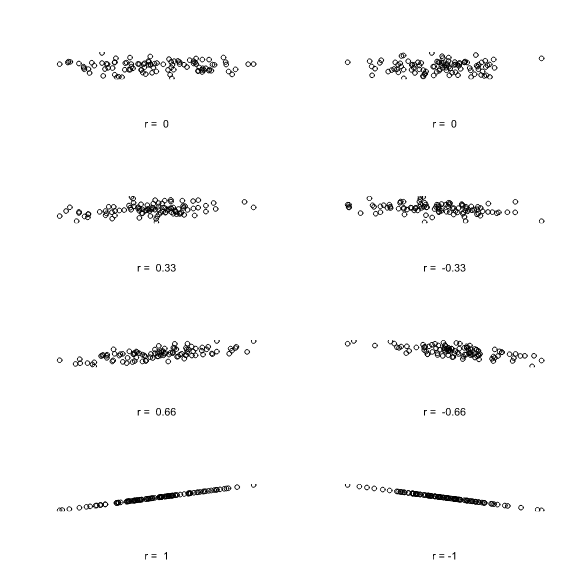 r = 0
r = 0
r = 0.33
r = -0.33
r = 0.66
r = -0.66
r = 1
r = -1